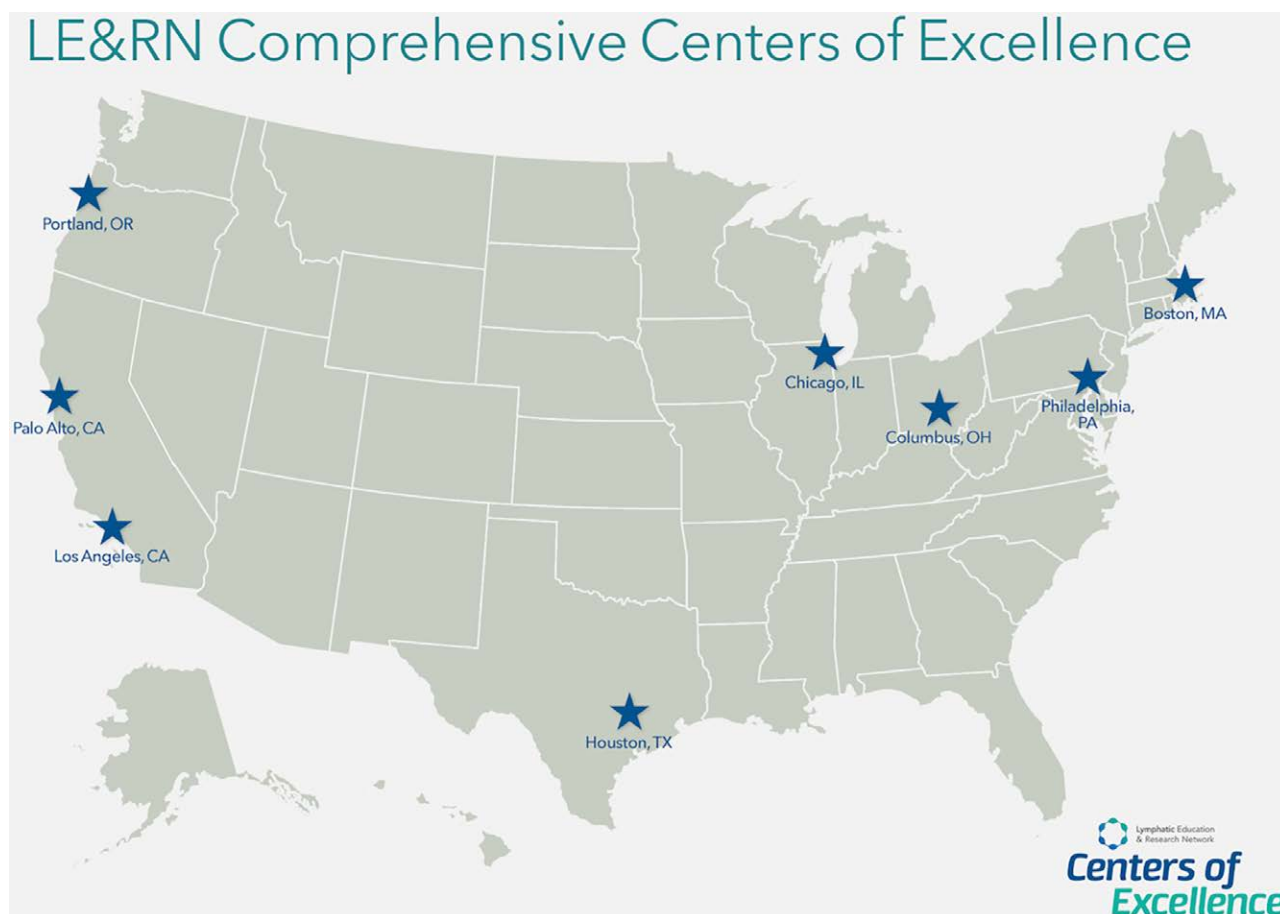 LE&RN Comprehensive Centers of Excellence
Portland, OR
Boston, MA
Chicago, IL
Philadelphia,
PA
Palo Alto, CA
Columbus, OH
Los Angeles, CA
Houston, TX
Lymphatic Education
& Research Network
Centers of
Excellence